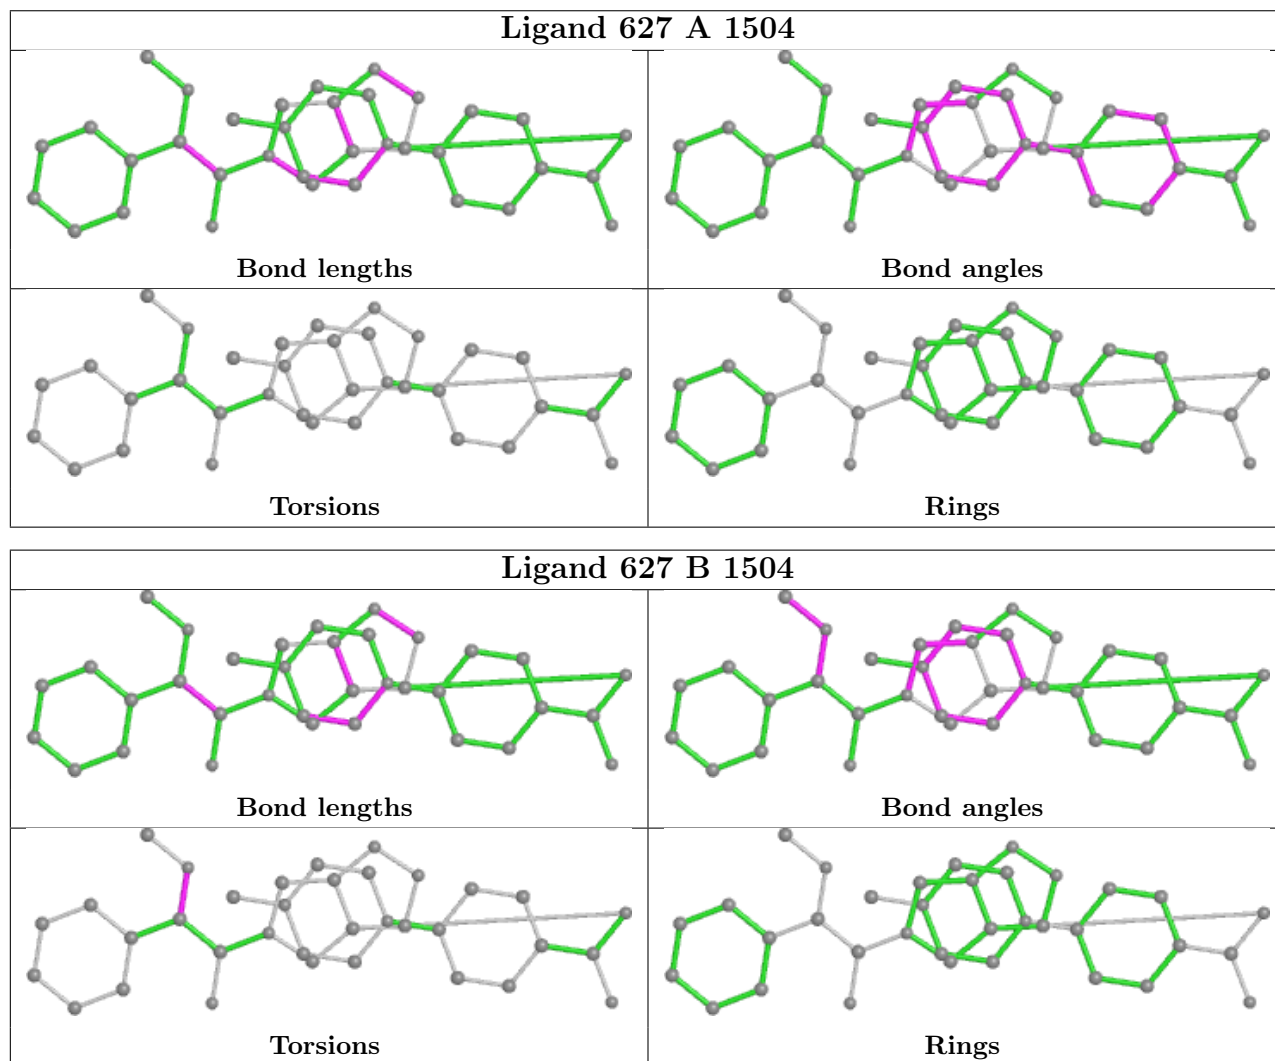 Ligand 627 A 1504
Bond lengths
Bond angles
Torsions
Rings
Ligand 627 B 1504
Bond lengths
Bond angles
Torsions
Rings